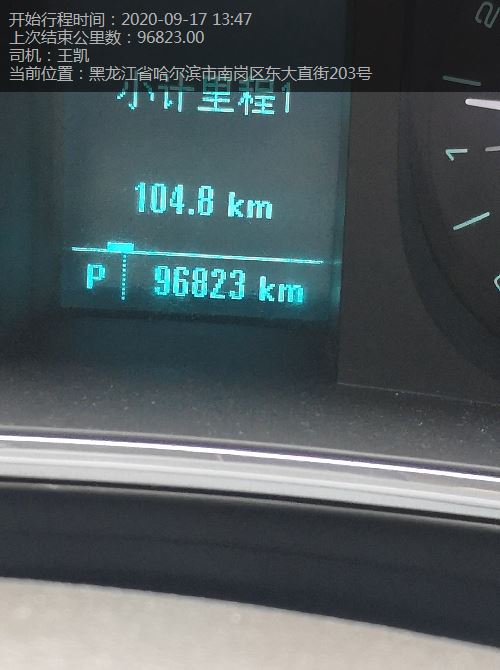 开始行程时间：2020-09-17 13:47
上次结束公里数：96823.00
司机：王凯
当前位置：黑龙江省哈尔滨市南岗区东大直街203号
小计里程1
104.8 km
P 96823 km
1